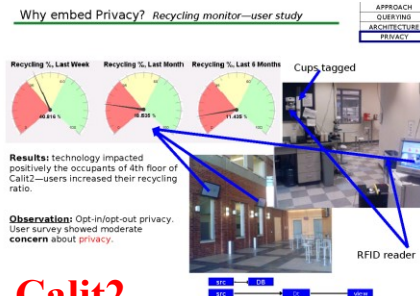 Why embed Privacy? Recycling monitor—user study
APPROACH
QUERYING
ARCHITECTURE
PRIVACY
Recycling %, Last Week
Recycling %, Last Month
Recycling %, Last 6 Months
Cups tagged
Results: technology impacted
positively the occupants of 4th floor of
Calit2—users increased their recycling
ratio.
Observation: Opt-in/opt-out privacy.
User survey showed moderate
concern about privacy.
RFID reader
Calit2
src DB
src view